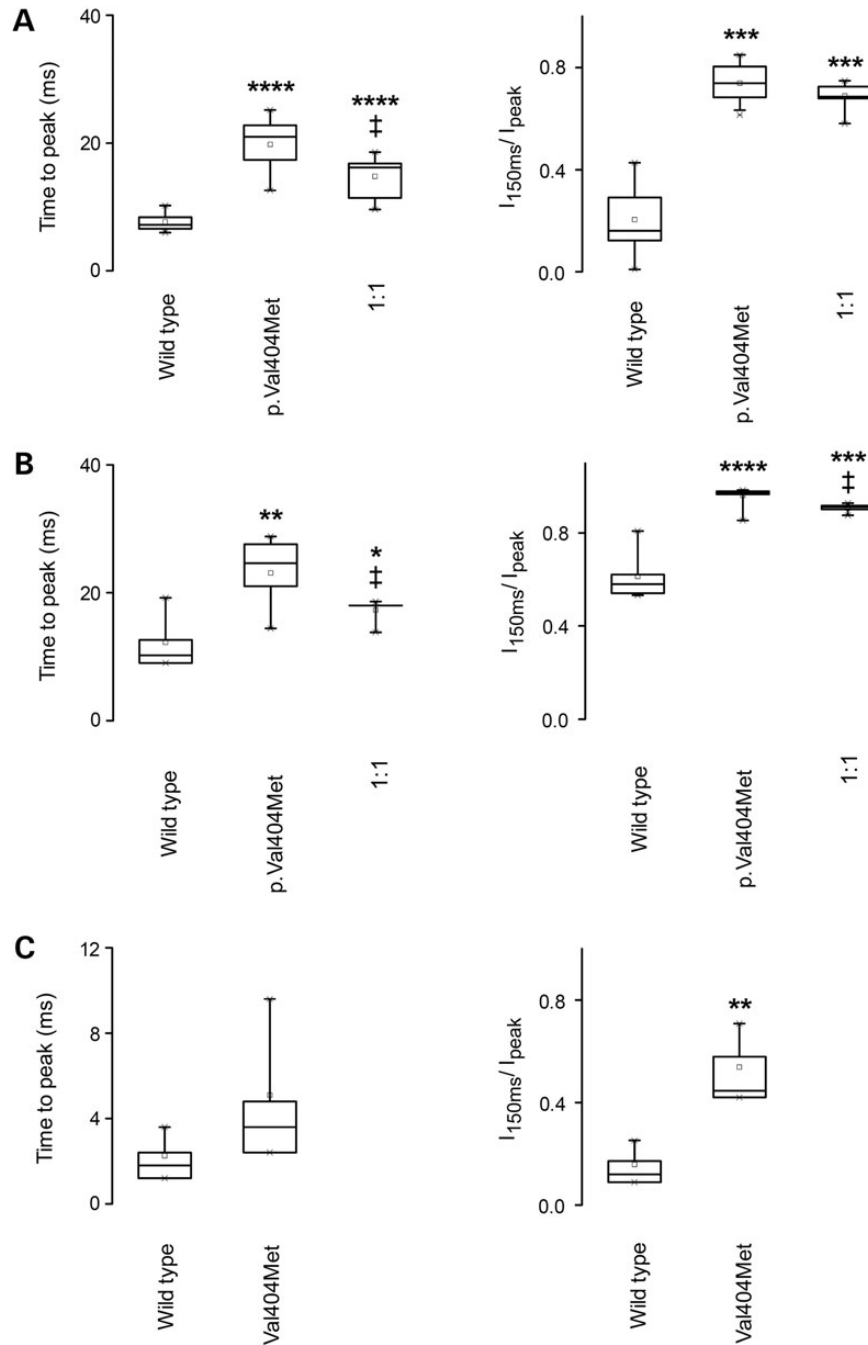 A
Time to peak (ms)
40
20
0
****
****
‡
Wild type
p.Val404Met
1:1
I150ms/ Ipeak
0.8
0.4
0.0
***
***
Wild type
p.Val404Met
1:1
B
Time to peak (ms)
40
20
0
**
*
‡
Wild type
p.Val404Met
1:1
I150ms/ Ipeak
0.8
0.4
0.0
****
***
‡
Wild type
p.Val404Met
1:1
C
Time to peak (ms)
12
8
4
0
Wild type
Val404Met
I150ms/ Ipeak
0.8
0.4
0.0
**
Wild type
Val404Met